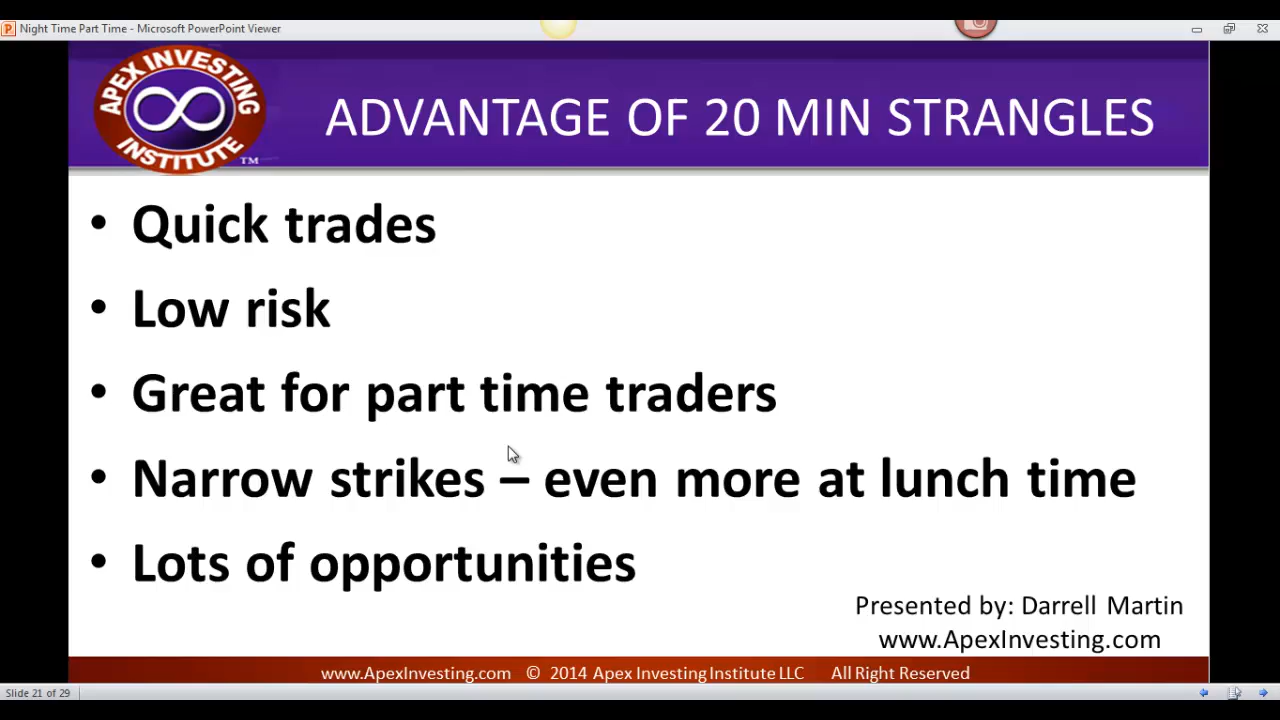 Night Time Part Time - Microsoft PowerPoint Viewer
APEX INVESTING
INSTITUTE™
ADVANTAGE OF 20 MIN STRANGLES
• Quick trades
• Low risk
• Great for part time traders
• Narrow strikes – even more at lunch time
• Lots of opportunities
Presented by: Darrell Martin
www.ApexInvesting.com
www.ApexInvesting.com © 2014 Apex Investing Institute LLC All Right Reserved
Slide 21 of 29